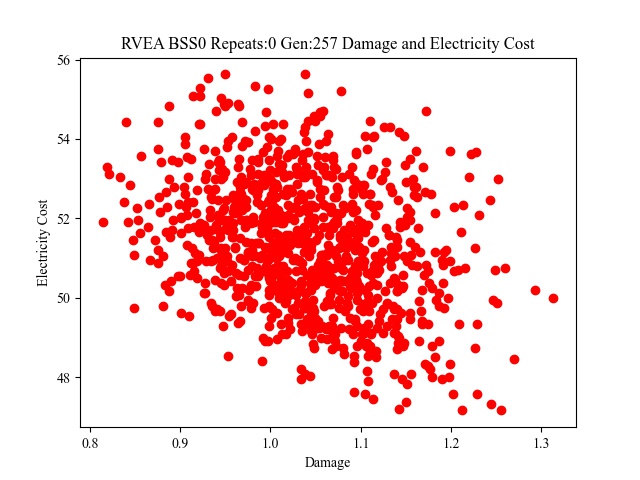 RVEA BSS0 Repeats:0 Gen:257 Damage and Electricity Cost
56
54
52
50
48
Electricity Cost
0.8 0.9 1.0 1.1 1.2 1.3
Damage